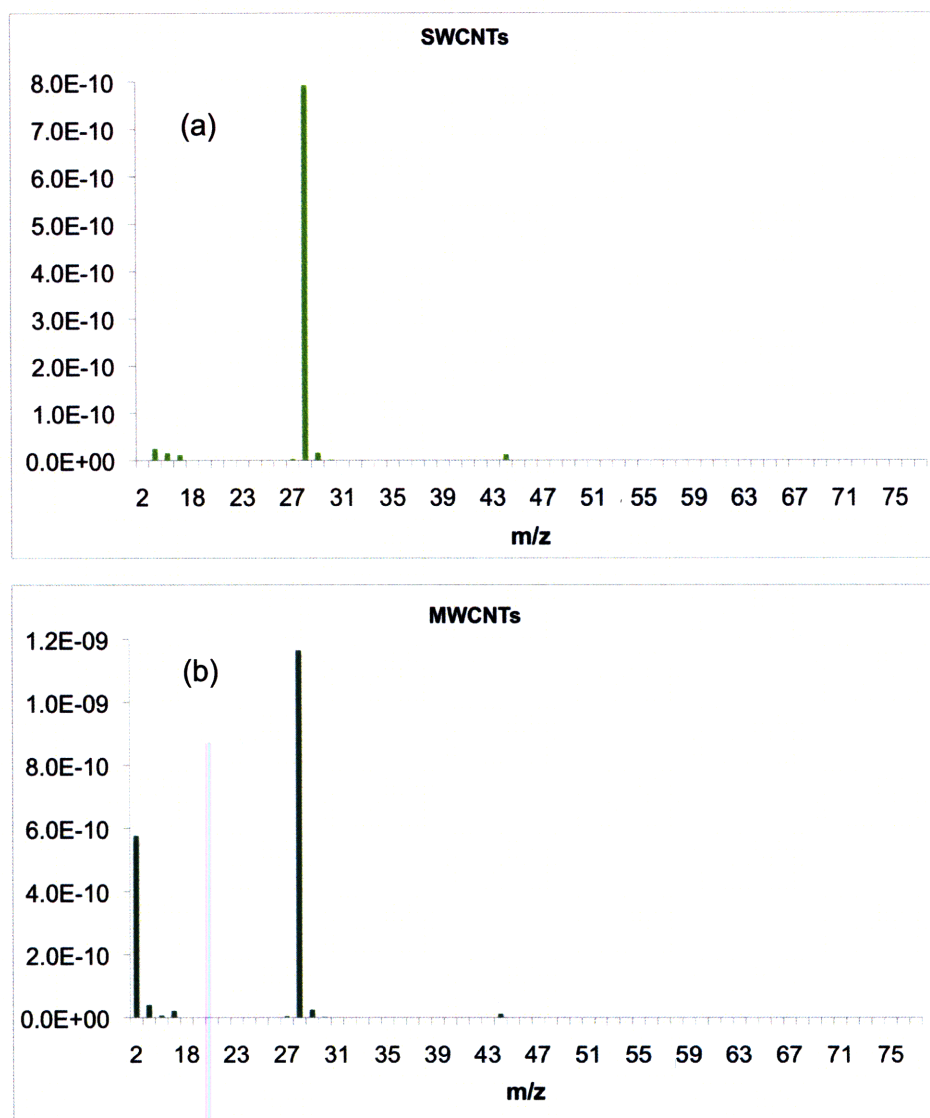 SWCNTs
(a)
8.0E-10
7.0E-10
6.0E-10
5.0E-10
4.0E-10
3.0E-10
2.0E-10
1.0E-10
0.0E+00
2 18 23 27 31 35 39 43 47 51 55 59 63 67 71 75
m/z
MWCNTs
(b)
1.2E-09
1.0E-09
8.0E-10
6.0E-10
4.0E-10
2.0E-10
0.0E+00
2 18 23 27 31 35 39 43 47 51 55 59 63 67 71 75
m/z